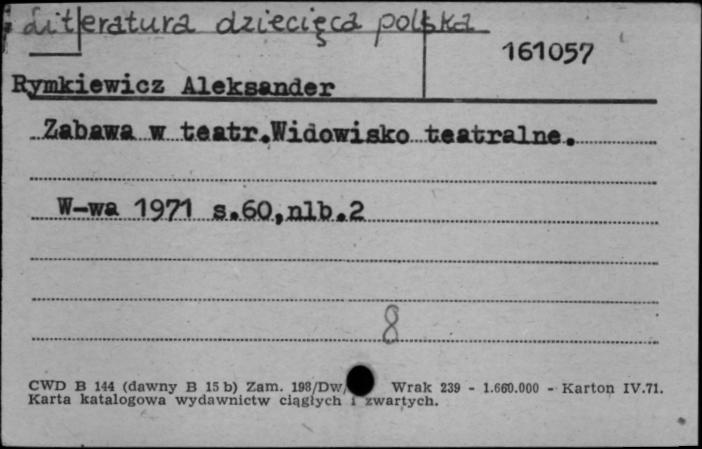 Literatura dziecięca polska
161057
Rymkiewicz Aleksander
Zabawa w teatr.Widowisko teatralne.
W-wa 1971 s.60,nlb.2
8
CWD B 144 (dawny B 15 b) Zam. 198/Dw/ Wrak 239 - 1.660.000 - Karton IV.71.
Karta katalogowa wydawnictw ciągłych i zwartych.